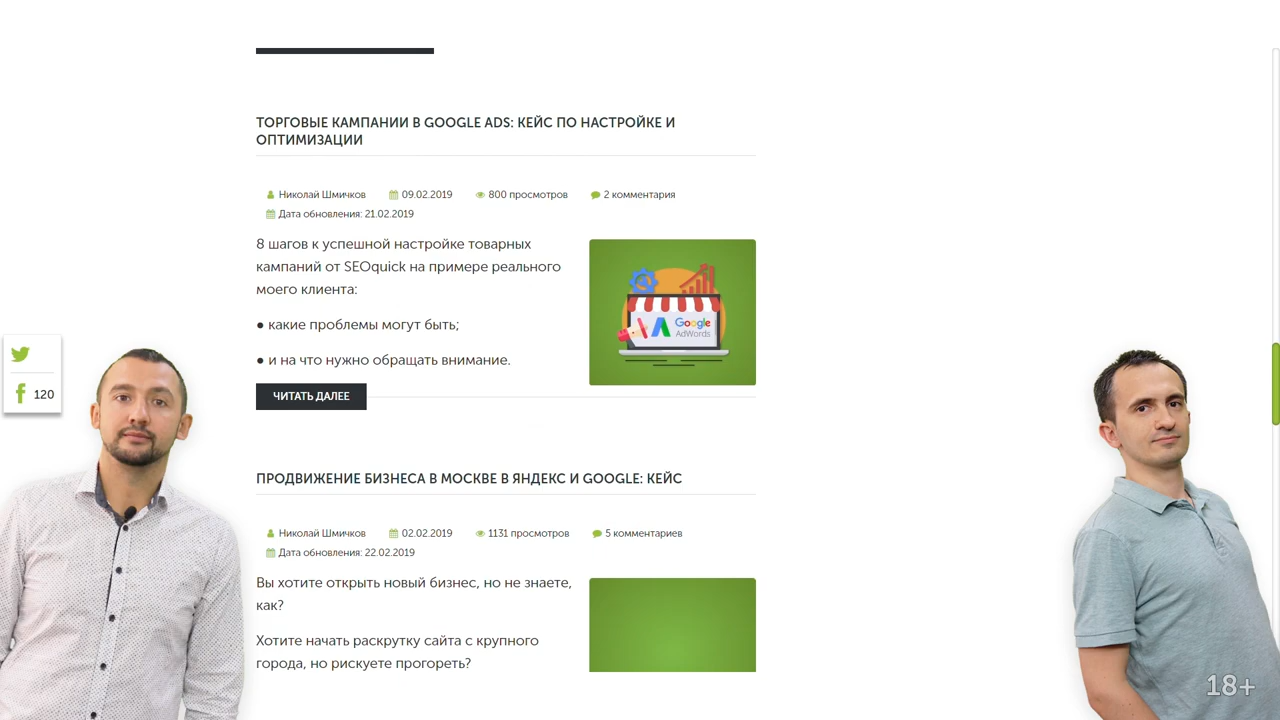 ТОРГОВЫЕ КАМПАНИИ В GOOGLE ADS: КЕЙС ПО НАСТРОЙКЕ И
ОПТИМИЗАЦИИ
Николай Шмичков 09.02.2019 800 просмотров 2 комментария
Дата обновления: 21.02.2019
8 шагов к успешной настройке товарных
кампаний от SEOquick на примере реального
моего клиента:
● какие проблемы могут быть;
● и на что нужно обращать внимание.
Google
AdWords
120
ЧИТАТЬ ДАЛЕЕ
ПРОДВИЖЕНИЕ БИЗНЕСА В МОСКВЕ В ЯНДЕКС И GOOGLE: КЕЙС
Николай Шмичков 02.02.2019 1131 просмотров 5 комментариев
Дата обновления: 22.02.2019
Вы хотите открыть новый бизнес, но не знаете,
как?
Хотите начать раскрутку сайта с крупного
города, но рискуете прогореть?
18+